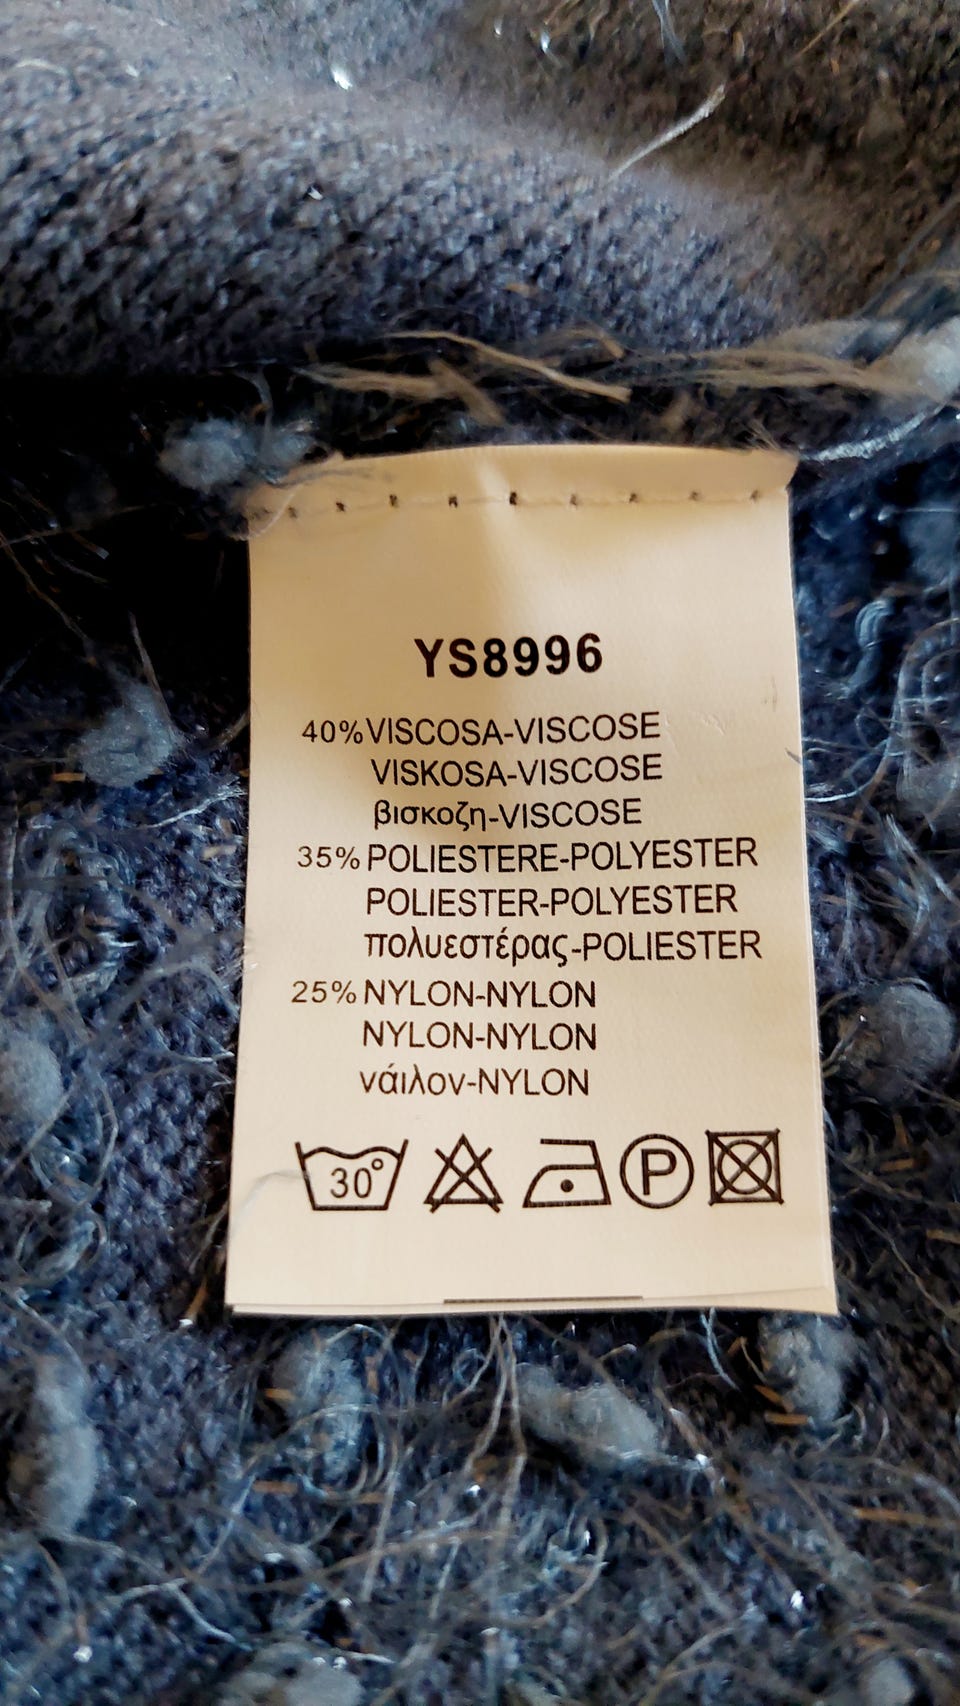 YS8996
40% VISCOSA-VISCOSE
VISKOSA-VISCOSE
βισκοζη-VISCOSE
35% POLIESTERE-POLYESTER
POLIESTER-POLYESTER
πολυεστέρας-POLIESTER
25% NYLON-NYLON
NYLON-NYLON
νάιλον-NYLON
30° P